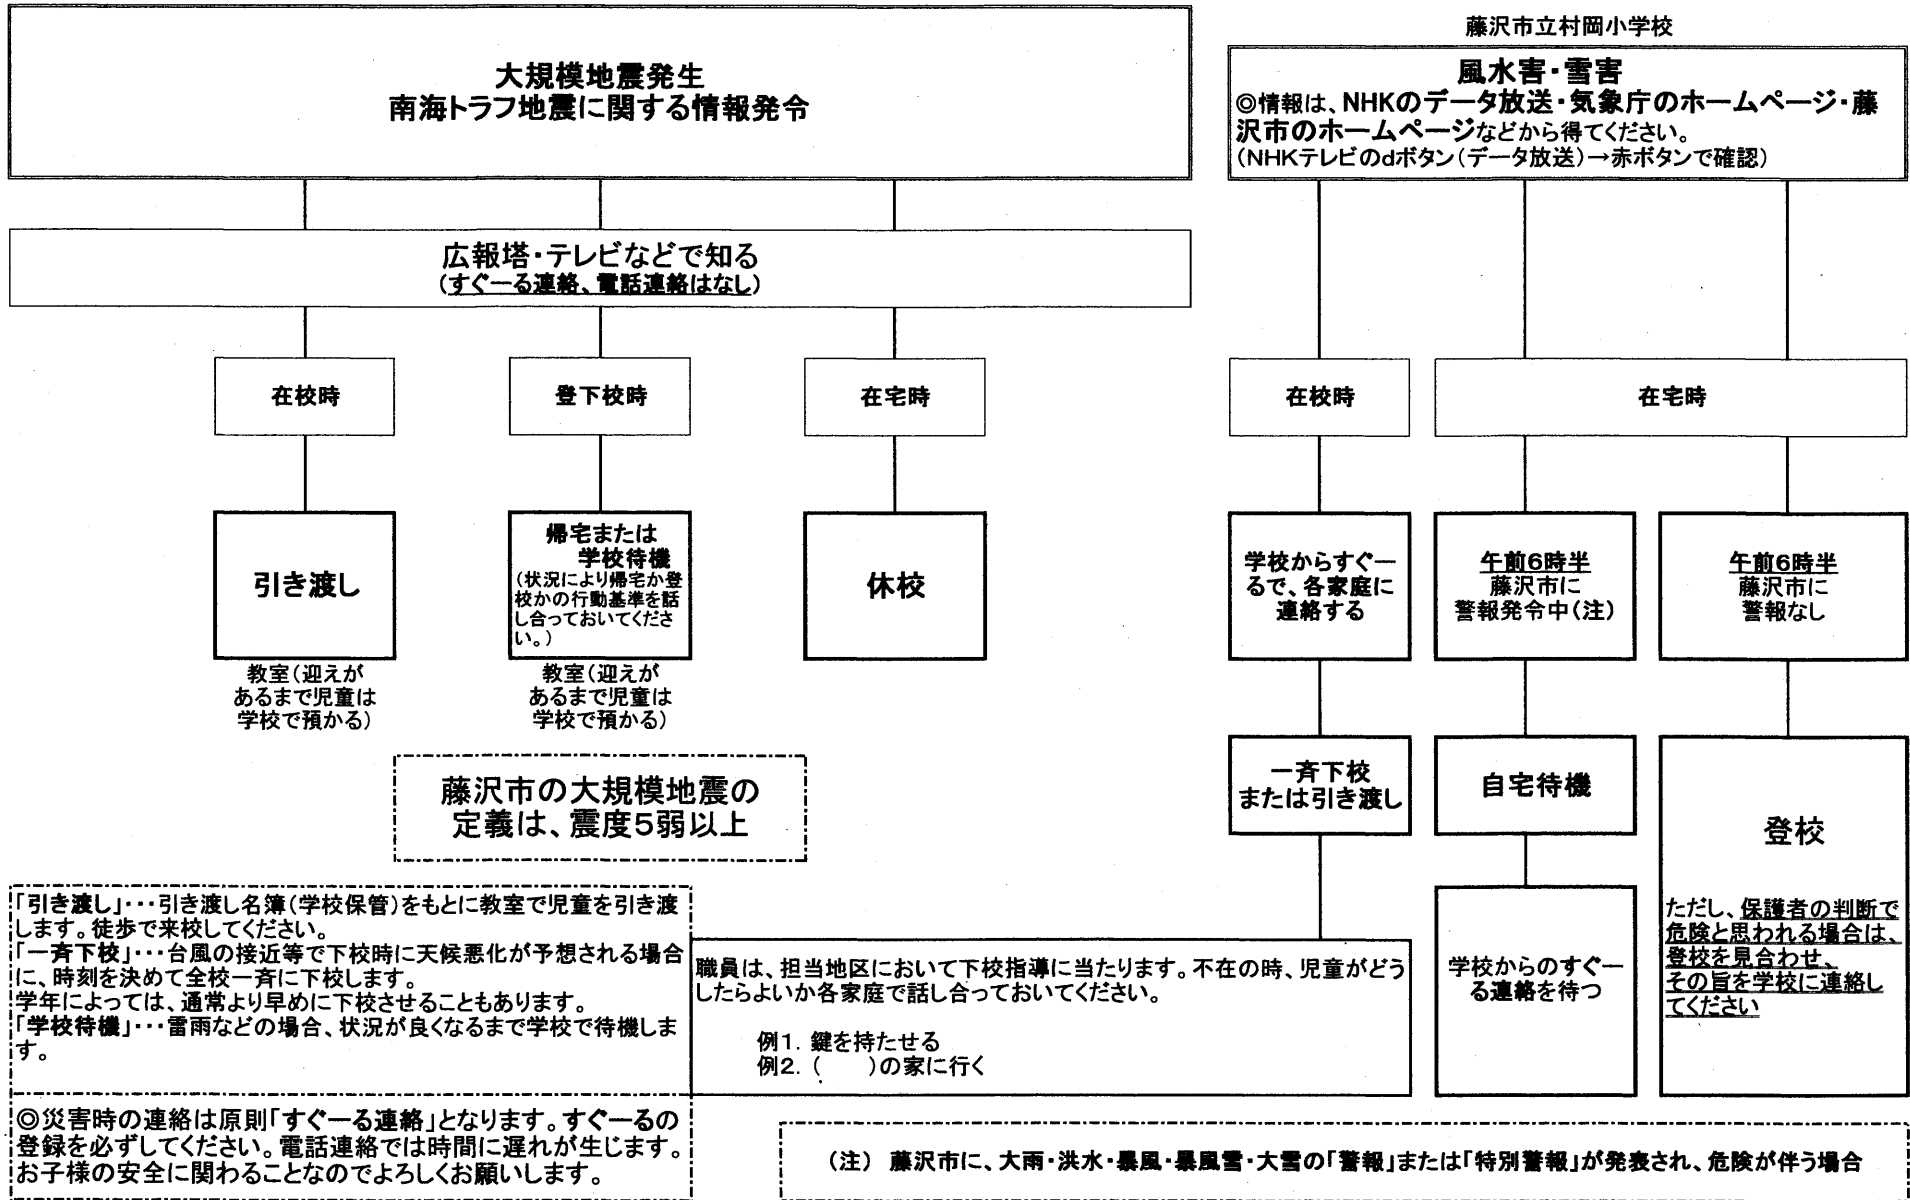 藤沢市立村岡小学校
大規模地震発生
南海トラフ地震に関する情報発令
風水害・雪害
◎情報は、NHKのデータ放送・気象庁のホームページ・藤
沢市のホームページなどから得てください。
(NHKテレビのdボタン(データ放送)→赤ボタンで確認)
広報塔・テレビなどで知る
(すぐーる連絡、電話連絡はなし)
在校時
登下校時
在宅時
在校時
在宅時
引き渡し
帰宅または
学校待機
(状況により帰宅か登
校かの行動基準を話
し合っておいてくださ
い。)
休校
学校からすぐー
るで、各家庭に
連絡する
午前6時半
藤沢市に
警報発令中(注)
午前6時半
藤沢市に
警報なし
教室(迎えが
あるまで児童は
学校で預かる)
教室(迎えが
あるまで児童は
学校で預かる)
藤沢市の大規模地震の
定義は、震度5弱以上
一斉下校
または引き渡し
自宅待機
登校
ただし、保護者の判断で
危険と思われる場合は、
登校を見合わせ、
その旨を学校に連絡し
てください
「引き渡し」・・・引き渡し名簿(学校保管)をもとに教室で児童を引き渡
します。徒歩で来校してください。
「一斉下校」・・・台風の接近等で下校時に天候悪化が予想される場合
に、時刻を決めて全校一斉に下校します。
学年によっては、通常より早めに下校させることもあります。
「学校待機」・・・雷雨などの場合、状況が良くなるまで学校で待機しま
す。
職員は、担当地区において下校指導に当たります。不在の時、児童がどう
したらよいか各家庭で話し合っておいてください。
例1. 鍵を持たせる
例2. (　　)の家に行く
学校からのすぐー
る連絡を待つ
◎災害時の連絡は原則「すぐーる連絡」となります。すぐーるの
登録を必ずしてください。電話連絡では時間に遅れが生じます。
お子様の安全に関わることなのでよろしくお願いします。
(注) 藤沢市に、大雨・洪水・暴風・暴風雪・大雪の「警報」または「特別警報」が発表され、危険が伴う場合